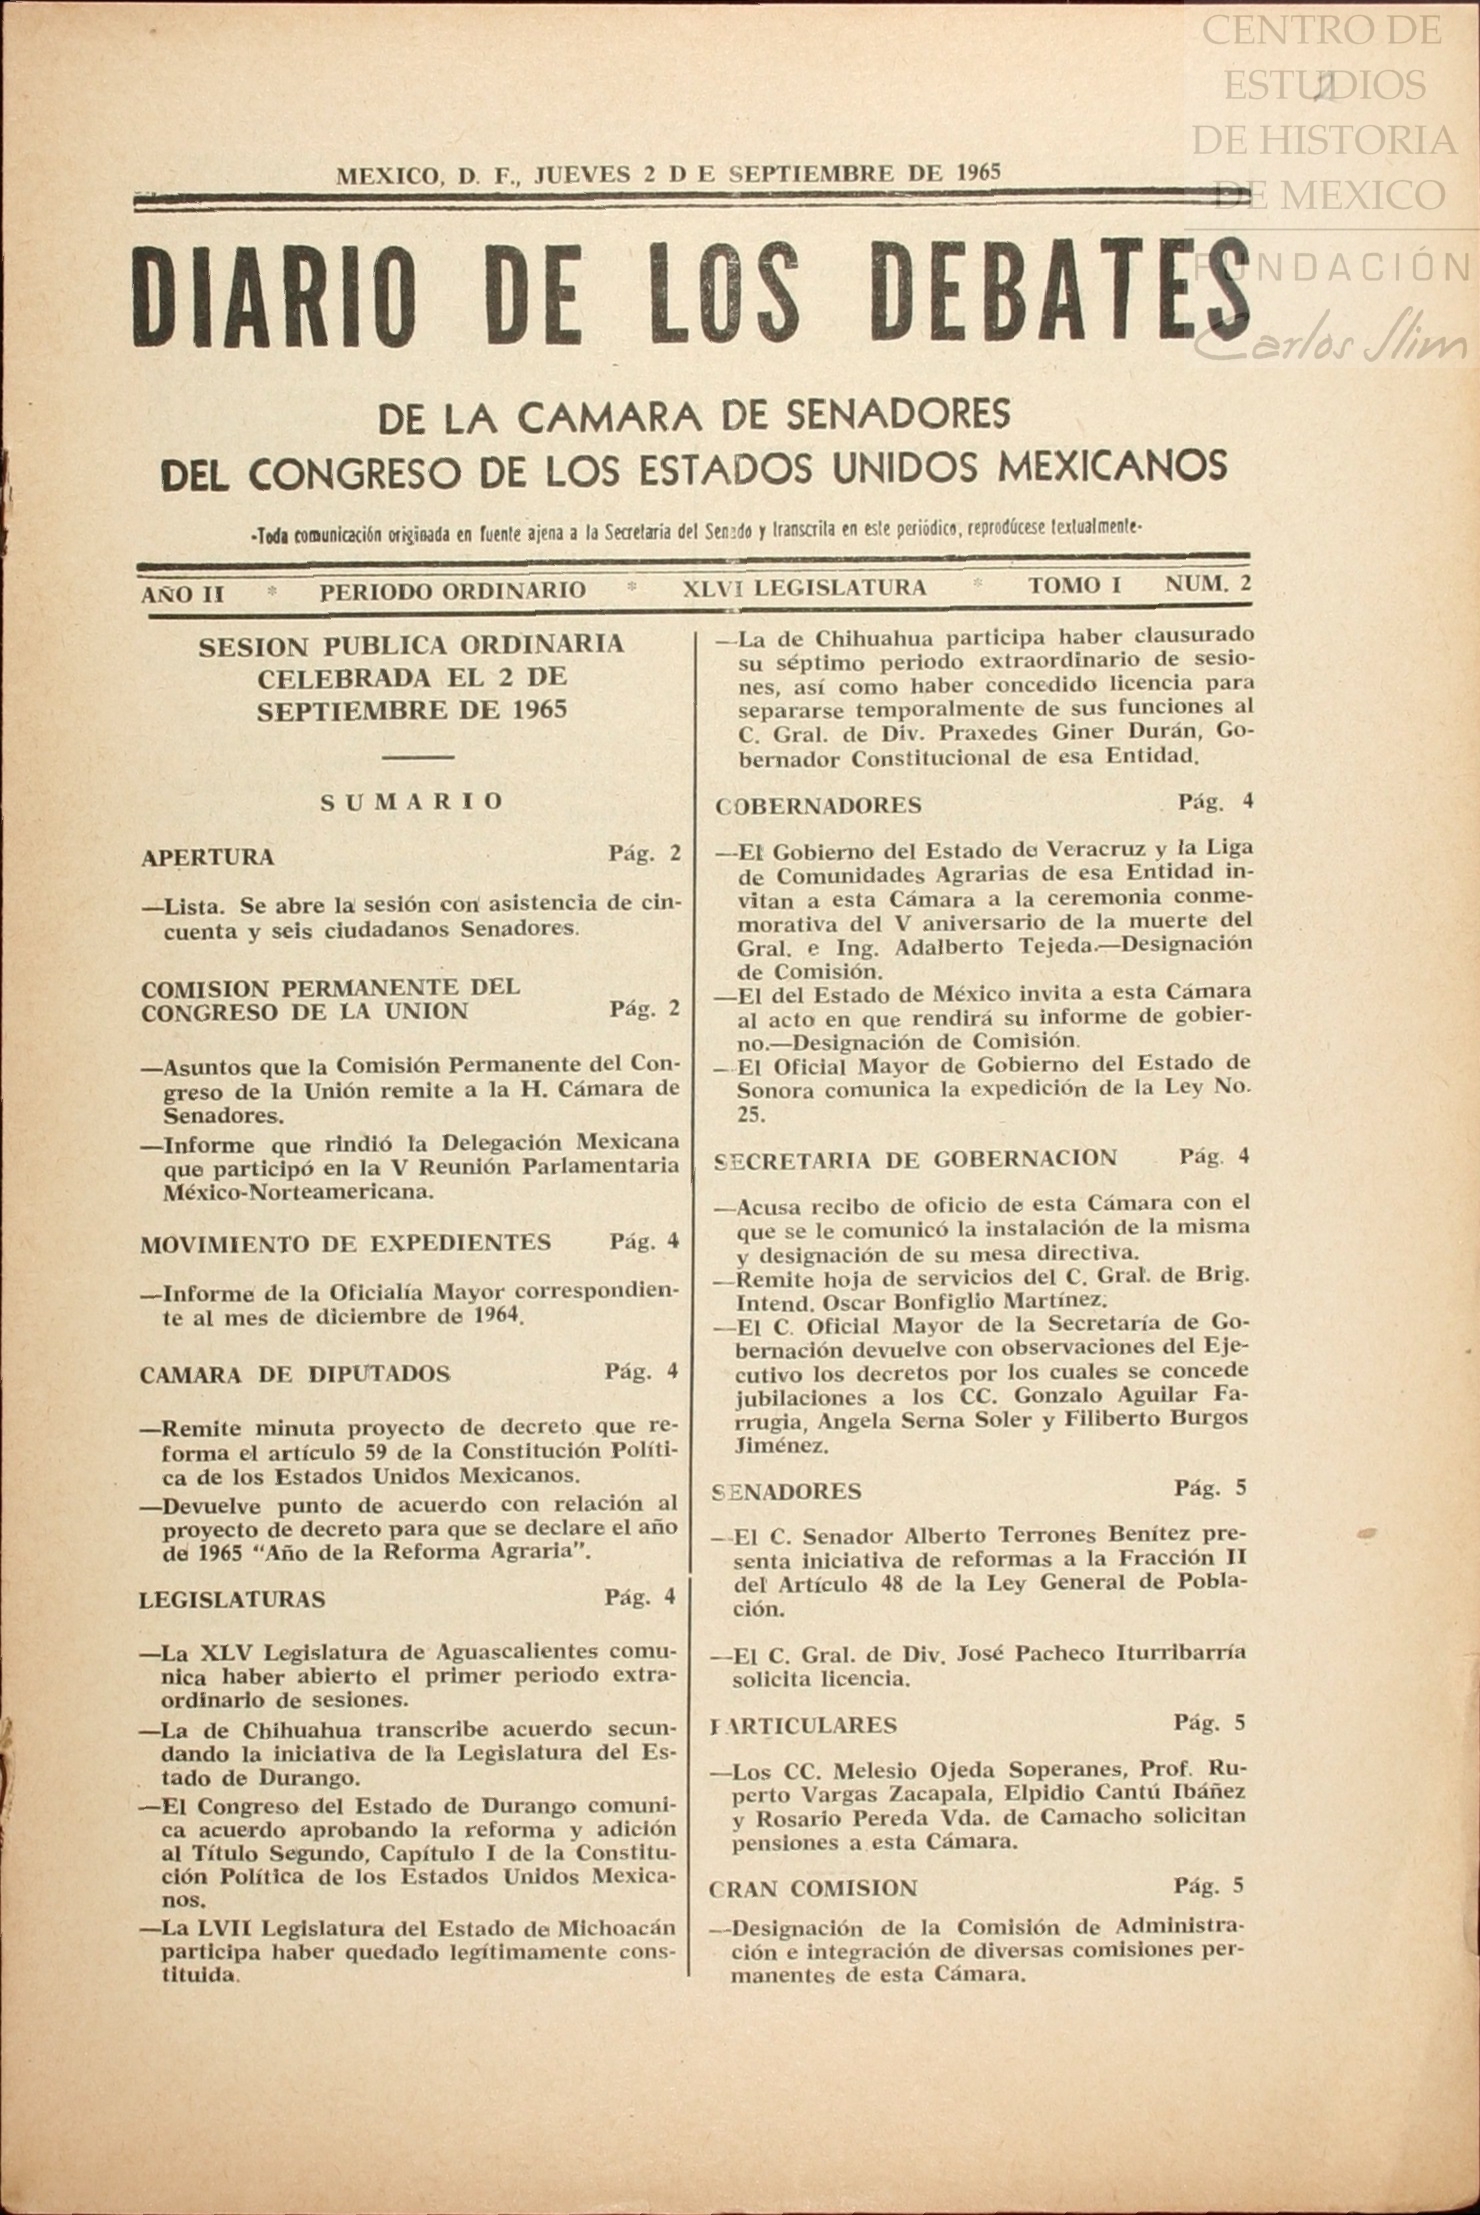 CENTRO DE
ESTUDIOS
DE HISTORIA
DE MEXICO
FUNDACIÓN
Carlos Slim
MEXICO, D. F., JUEVES 2 D E SEPTIEMBRE DE 1965
DIARIO DE LOS DEBATES
DE LA CAMARA DE SENADORES
DEL CONGRESO DE LOS ESTADOS UNIDOS MEXICANOS
-Toda comunicación originada en fuente ajena a la Secretaría del Senado y transcrita en este periódico, reprodúcese textualmente-
AÑO II * PERIODO ORDINARIO * XLVI LEGISLATURA * TOMO I NUM. 2
SESION PUBLICA ORDINARIA
CELEBRADA EL 2 DE
SEPTIEMBRE DE 1965
SUMARIO
APERTURA Pág. 2
—Lista. Se abre la sesión con asistencia de cin-
cuenta y seis ciudadanos Senadores.
COMISION PERMANENTE DEL
CONGRESO DE LA UNION Pág. 2
—Asuntos que la Comisión Permanente del Con-
greso de la Unión remite a la H. Cámara de
Senadores.
—Informe que rindió la Delegación Mexicana
que participó en la V Reunión Parlamentaria
México-Norteamericana.
MOVIMIENTO DE EXPEDIENTES Pág. 4
—Informe de la Oficialía Mayor correspondien-
te al mes de diciembre de 1964.
CAMARA DE DIPUTADOS Pág. 4
—Remite minuta proyecto de decreto que re-
forma el artículo 59 de la Constitución Políti-
ca de los Estados Unidos Mexicanos.
—Devuelve punto de acuerdo con relación al
proyecto de decreto para que se declare el año
de 1965 “Año de la Reforma Agraria”.
LEGISLATURAS Pág. 4
—La XLV Legislatura de Aguascalientes comu-
nica haber abierto el primer periodo extra-
ordinario de sesiones.
—La de Chihuahua transcribe acuerdo secun-
dando la iniciativa de la Legislatura del Es-
tado de Durango.
—El Congreso del Estado de Durango comuni-
ca acuerdo aprobando la reforma y adición
al Título Segundo, Capítulo I de la Constitu-
ción Política de los Estados Unidos Mexica-
nos.
—La LVII Legislatura del Estado de Michoacán
participa haber quedado legítimamente cons-
tituida.
—La de Chihuahua participa haber clausurado
su séptimo periodo extraordinario de sesio-
nes, así como haber concedido licencia para
separarse temporalmente de sus funciones al
C. Gral. de Div. Praxedes Giner Durán, Go-
bernador Constitucional de esa Entidad.
GOBERNADORES Pág. 4
—El Gobierno del Estado de Veracruz y la Liga
de Comunidades Agrarias de esa Entidad in-
vitan a esta Cámara a la ceremonia conme-
morativa del V aniversario de la muerte del
Gral. e Ing. Adalberto Tejeda.—Designación
de Comisión.
—El del Estado de México invita a esta Cámara
al acto en que rendirá su informe de gobier-
no.—Designación de Comisión.
—El Oficial Mayor de Gobierno del Estado de
Sonora comunica la expedición de la Ley No.
25.
SECRETARIA DE GOBERNACION Pág. 4
—Acusa recibo de oficio de esta Cámara con el
que se le comunicó la instalación de la misma
y designación de su mesa directiva.
—Remite hoja de servicios del C. Gral. de Brig.
Intend. Oscar Bonfiglio Martínez.
—El C. Oficial Mayor de la Secretaría de Go-
bernación devuelve con observaciones del Eje-
cutivo los decretos por los cuales se concede
jubilaciones a los CC. Gonzalo Aguilar Fa-
rrugia, Angela Serna Soler y Filiberto Burgos
Jiménez.
SENADORES Pág. 5
—El C. Senador Alberto Terrones Benítez pre-
senta iniciativa de reformas a la Fracción II
del Artículo 48 de la Ley General de Pobla-
ción.
—El C. Gral. de Div. José Pacheco Iturribarría
solicita licencia.
PARTICULARES Pág. 5
—Los CC. Melesio Ojeda Soperanes, Prof. Ru-
perto Vargas Zacapala, Elpidio Cantú Ibáñez
y Rosario Pereda Vda. de Camacho solicitan
pensiones a esta Cámara.
GRAN COMISION Pág. 5
—Designación de la Comisión de Administra-
ción e integración de diversas comisiones per-
manentes de esta Cámara.